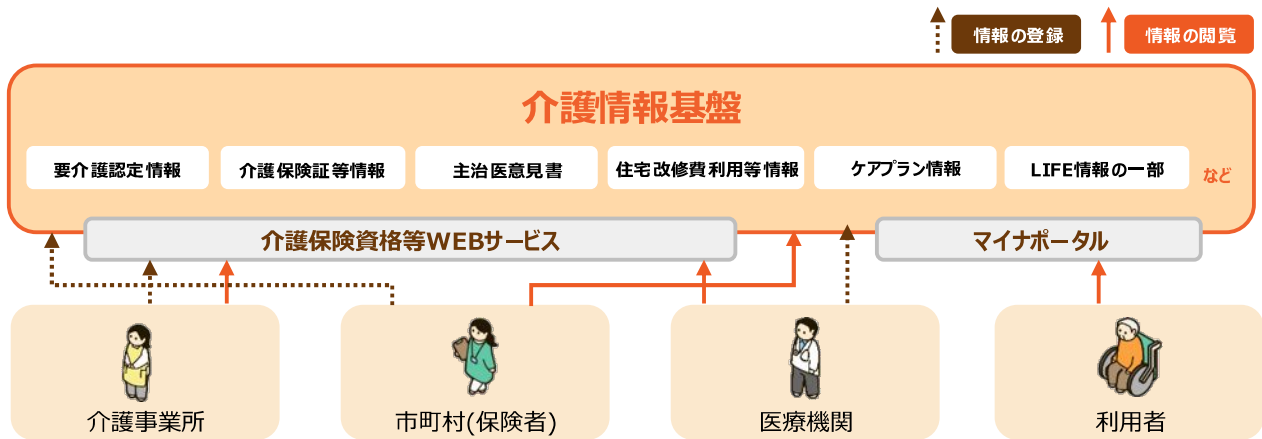 情報の登録
情報の閲覧
介護情報基盤
要介護認定情報
介護保険証等情報
主治医意見書
住宅改修費利用等情報
ケアプラン情報
LIFE情報の一部
など
介護保険資格等WEBサービス
マイナポータル
介護事業所
市町村(保険者)
医療機関
利用者